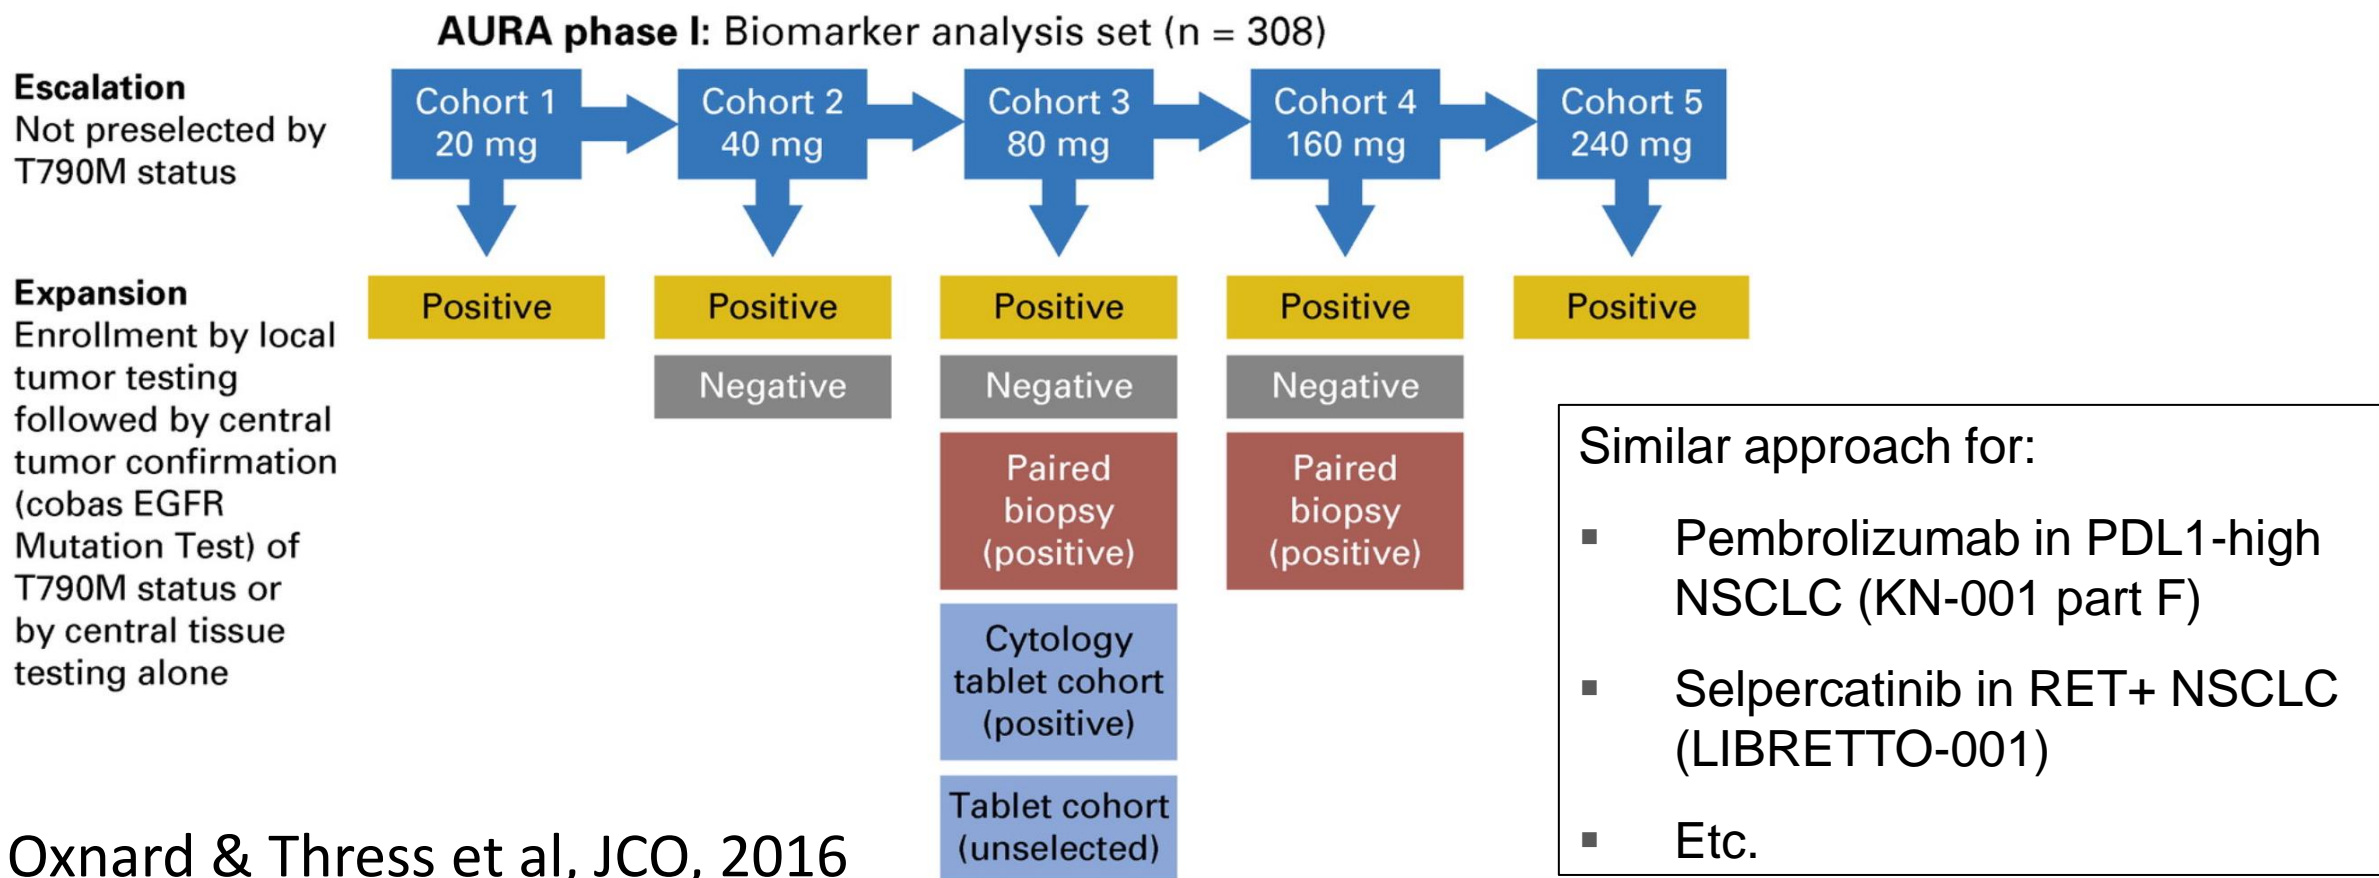 AURA phase I: Biomarker analysis set (n = 308)
Escalation
Not preselected by
T790M status
Cohort 1
20 mg
Cohort 2
40 mg
Cohort 3
80 mg
Cohort 4
160 mg
Cohort 5
240 mg
Expansion
Enrollment by local
tumor testing
followed by central
tumor confirmation
(cobas EGFR
Mutation Test) of
T790M status or
by central tissue
testing alone
Positive
Positive
Positive
Positive
Positive
Negative
Negative
Negative
Paired
biopsy
(positive)
Paired
biopsy
(positive)
Cytology
tablet cohort
(positive)
Tablet cohort
(unselected)
Similar approach for:
▪ Pembrolizumab in PDL1-high
NSCLC (KN-001 part F)
▪ Selpercatinib in RET+ NSCLC
(LIBRETTO-001)
▪ Etc.
Oxnard & Thress et al, JCO, 2016